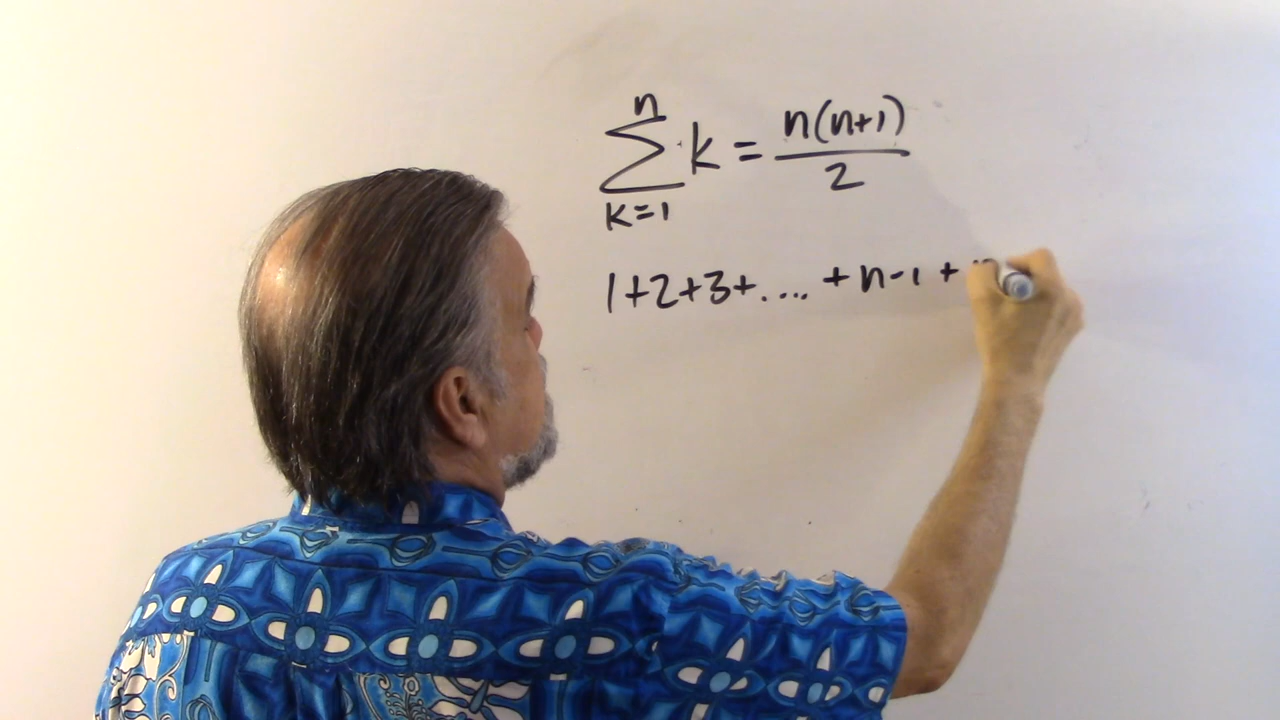 n
∑ k = n(n+1)/2
k=1
1+2+3+.... + n-1 +